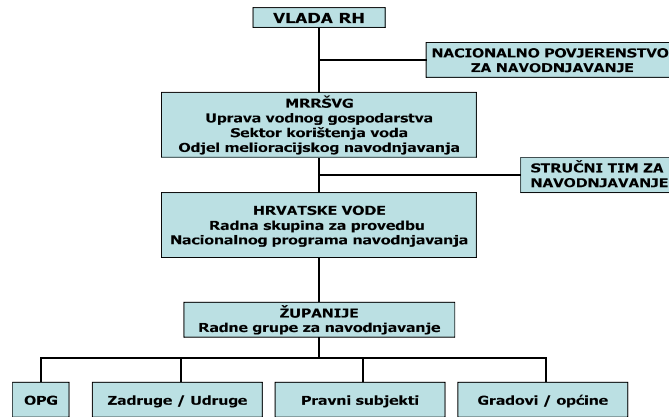 VLADA RH
NACIONALNO POVJERENSTVO
ZA NAVODNJAVANJE
MRRŠVG
Uprava vodnog gospodarstva
Sektor korištenja voda
Odjel melioracijskog navodnjavanja
STRUČNI TIM ZA
NAVODNJAVANJE
HRVATSKE VODE
Radna skupina za provedbu
Nacionalnog programa navodnjavanja
ŽUPANIJE
Radne grupe za navodnjavanje
OPG
Zadruge / Udruge
Pravni subjekti
Gradovi / općine